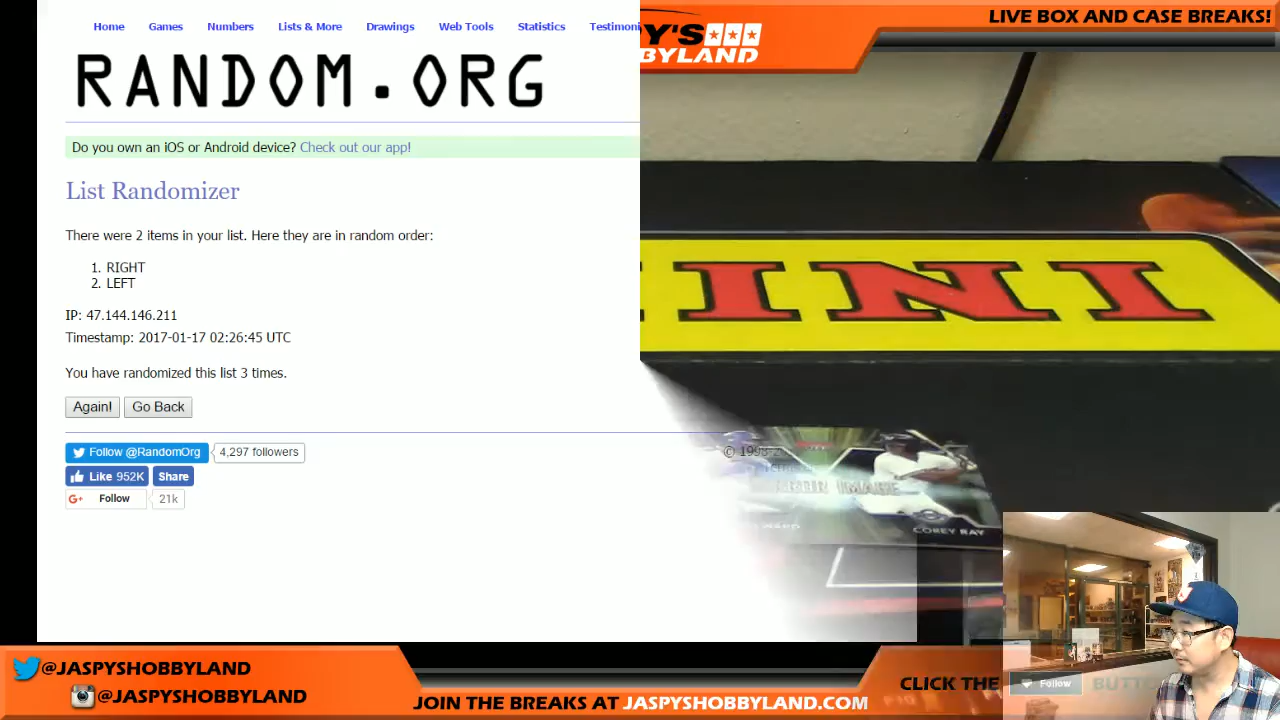 Home Games Numbers Lists & More Drawings Web Tools Statistics Testimoni
LIVE BOX AND CASE BREAKS!
RANDOM.ORG
Y'S
BYLAND
Do you own an iOS or Android device? Check out our app!
List Randomizer
There were 2 items in your list. Here they are in random order:
1. RIGHT
2. LEFT
INI
IP: 47.144.146.211
Timestamp: 2017-01-17 02:26:45 UTC
You have randomized this list 3 times.
Again! Go Back
Follow @RandomOrg 4,297 followers
Like 952K Share
Follow 21k
© 1998
IMAGE
COREY RAY
@JASPYSHOBBYLAND
@JASPYSHOBBYLAND
JOIN THE BREAKS AT JASPYSHOBBYLAND.COM
CLICK THE Follow